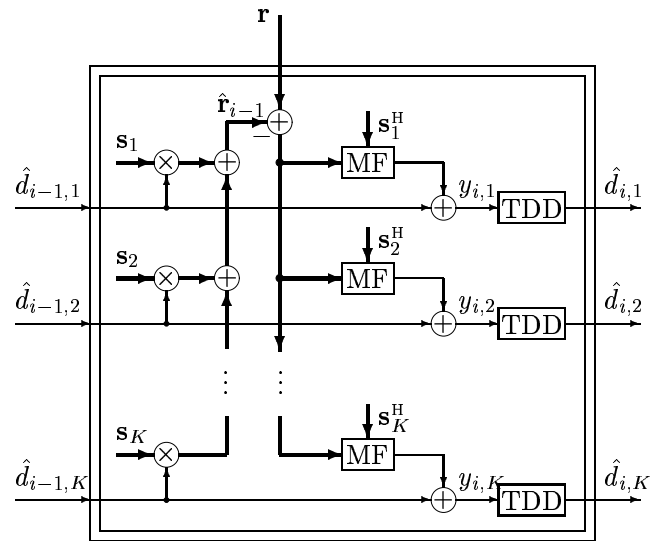 r
r̂_{i−1}
+
−
s_1^H
s_1
×
+
MF
d̂_{i−1,1}
y_{i,1}
d̂_{i,1}
+
TDD
s_2^H
s_2
×
+
MF
d̂_{i−1,2}
y_{i,2}
d̂_{i,2}
+
TDD
⋮ ⋮
s_K^H
s_K
×
MF
d̂_{i−1,K}
y_{i,K}
d̂_{i,K}
+
TDD